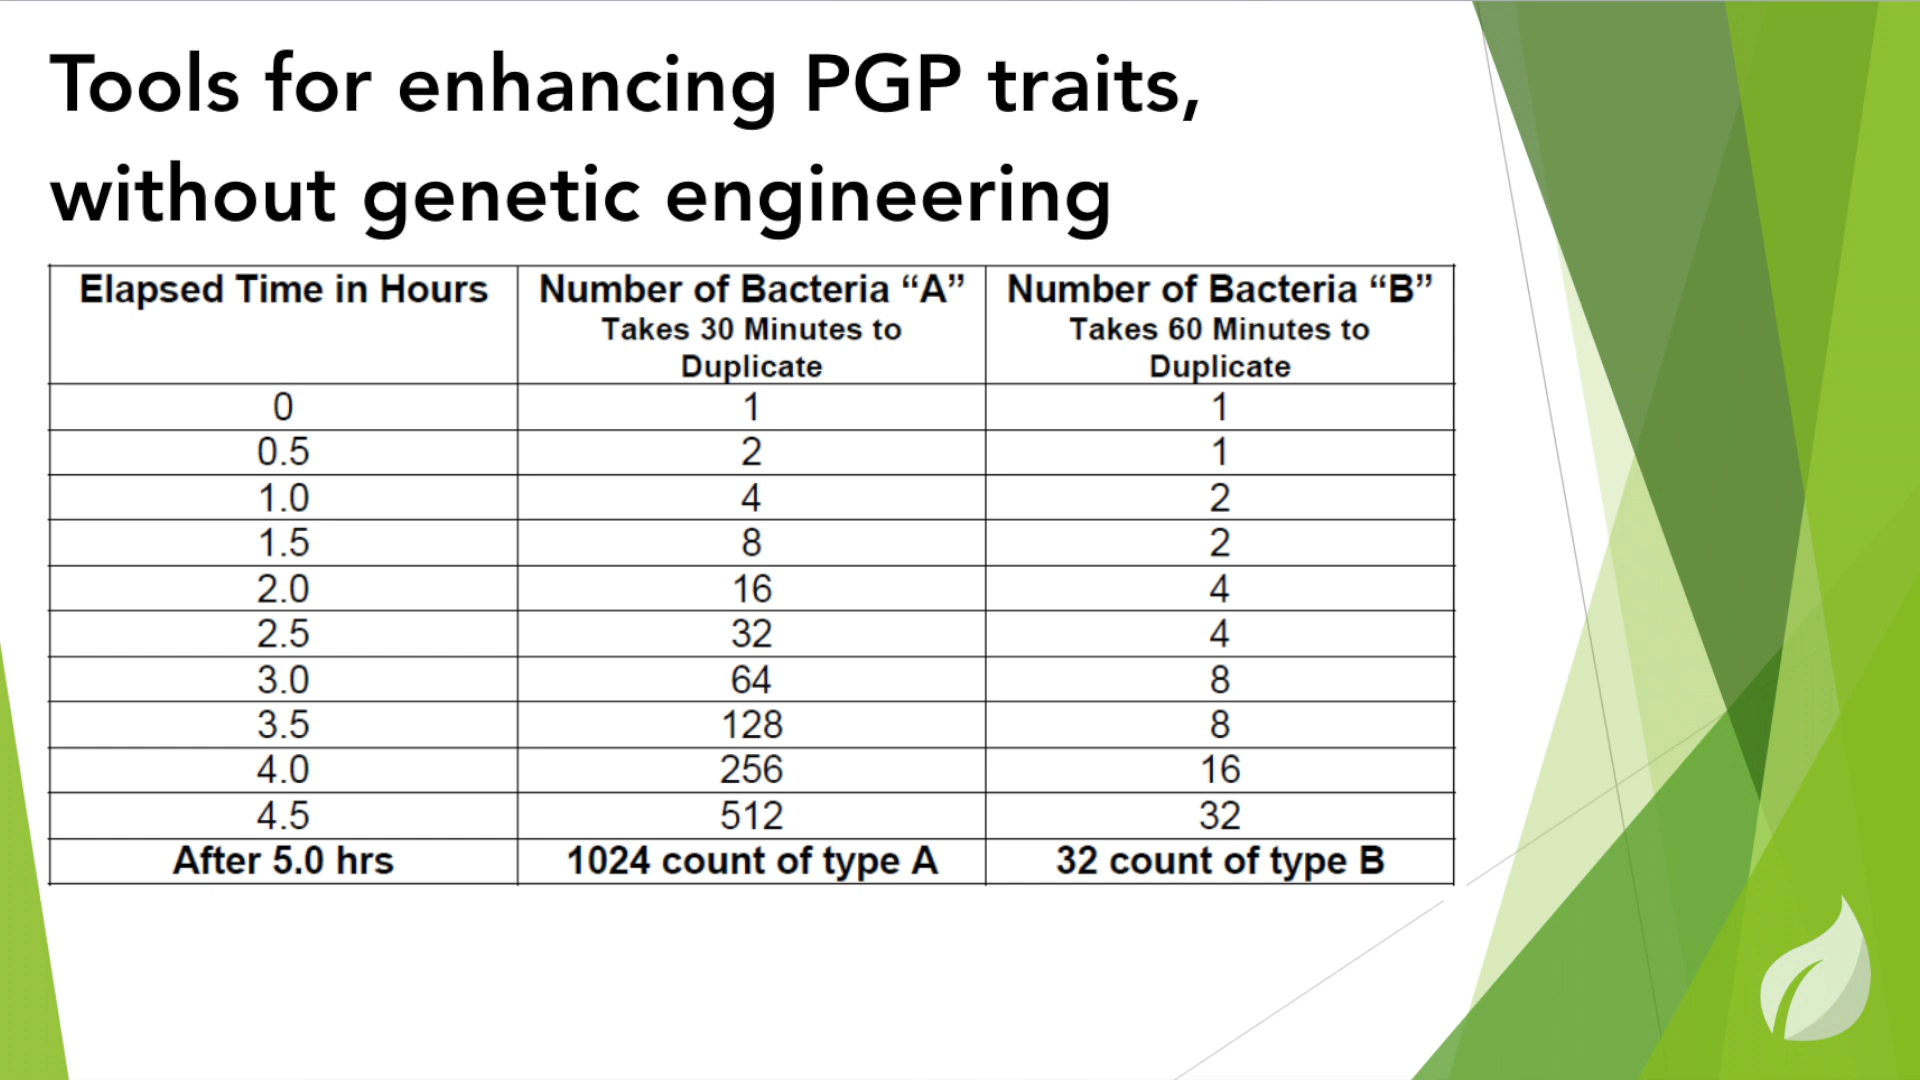 Tools for enhancing PGP traits,
without genetic engineering
Elapsed Time in Hours Number of Bacteria “A” Number of Bacteria “B”
Takes 30 Minutes to Takes 60 Minutes to
Duplicate Duplicate
0 1 1
0.5 2 1
1.0 4 2
1.5 8 2
2.0 16 4
2.5 32 4
3.0 64 8
3.5 128 8
4.0 256 16
4.5 512 32
After 5.0 hrs 1024 count of type A 32 count of type B